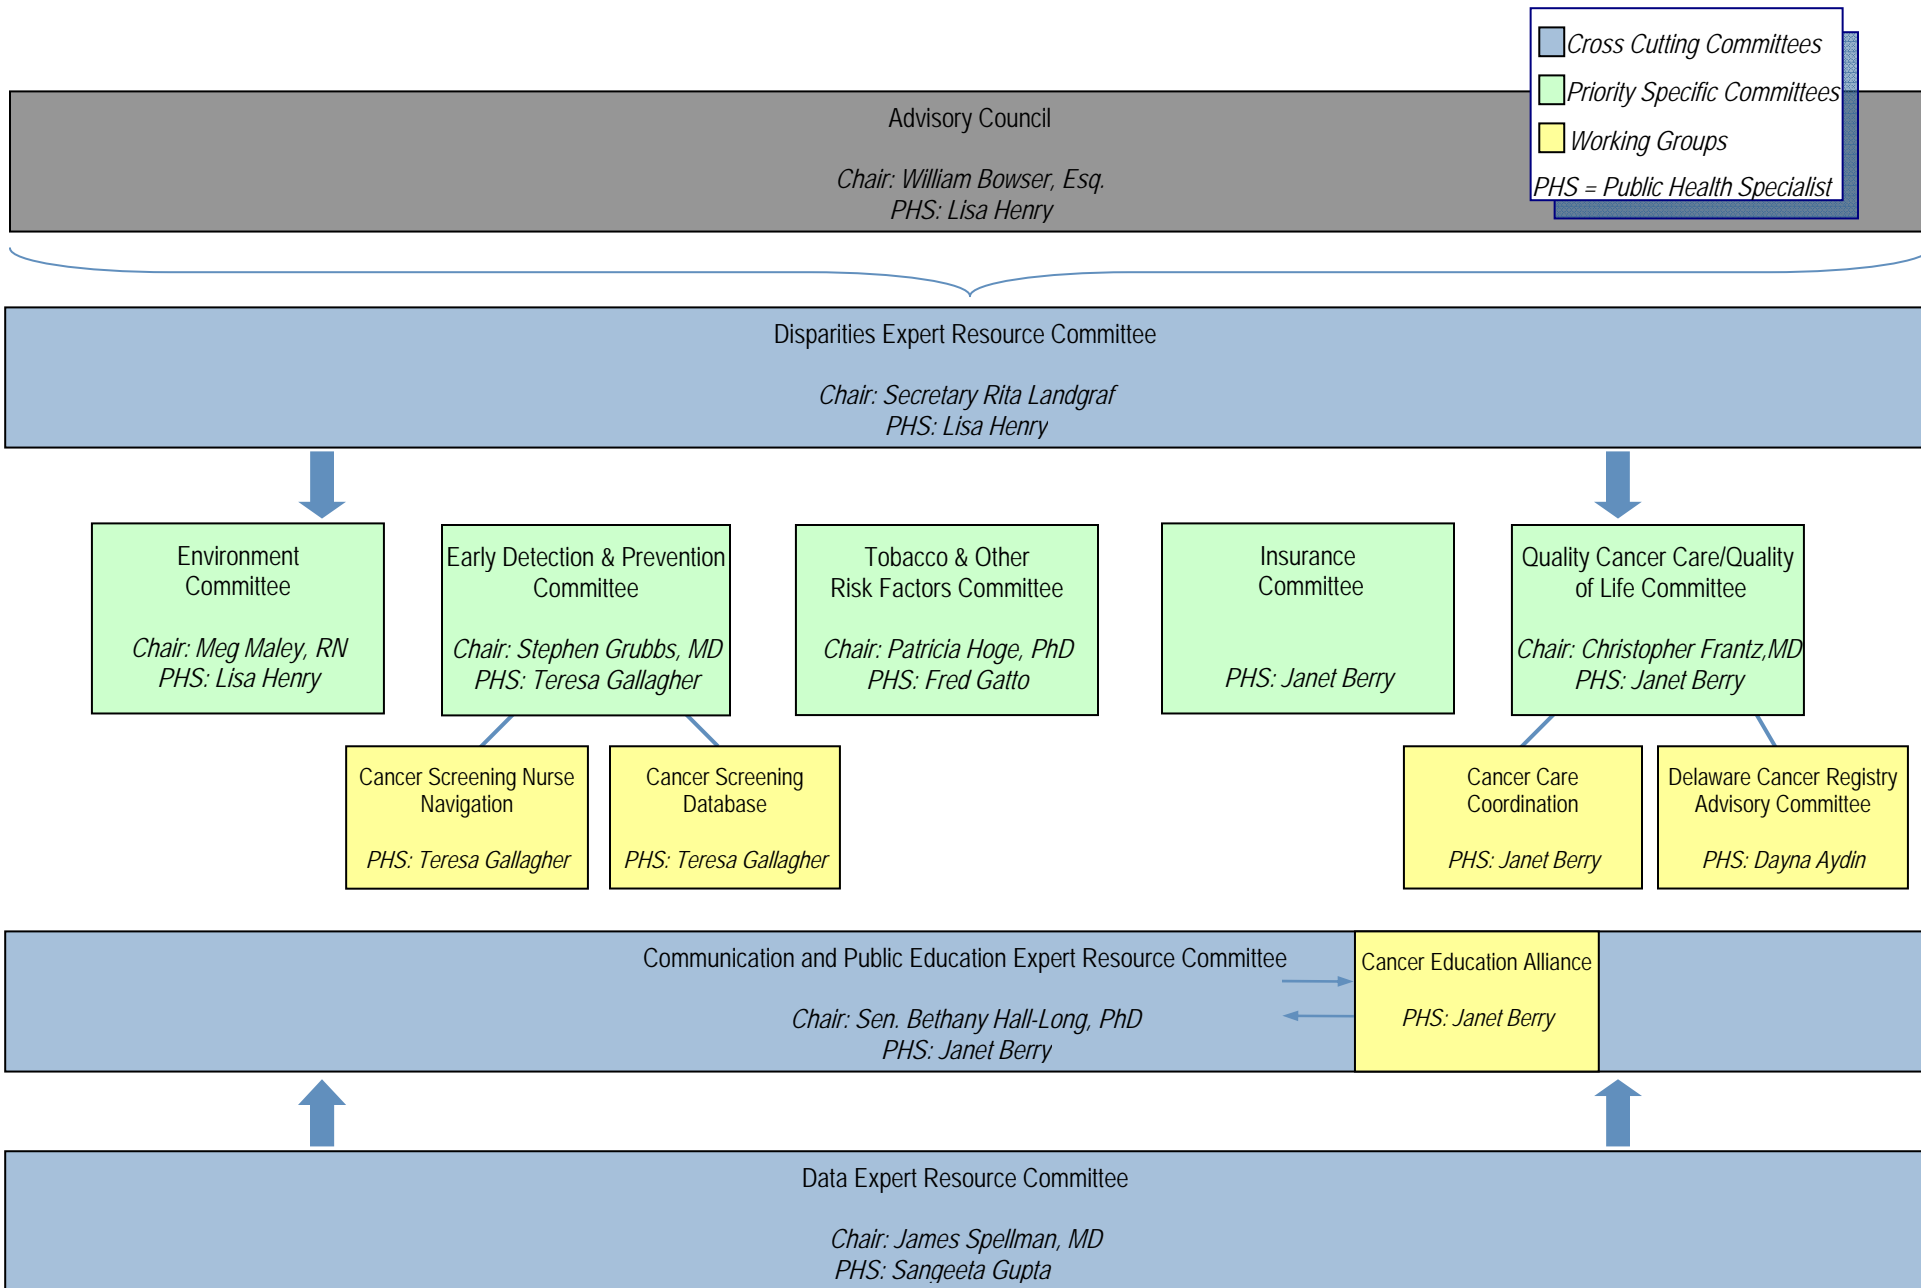 Cross Cutting Committees
Priority Specific Committees
Working Groups
PHS = Public Health Specialist
Advisory Council
Chair: William Bowser, Esq.
PHS: Lisa Henry
Disparities Expert Resource Committee
Chair: Secretary Rita Landgraf
PHS: Lisa Henry
Environment
Committee
Chair: Meg Maley, RN
PHS: Lisa Henry
Early Detection & Prevention
Committee
Chair: Stephen Grubbs, MD
PHS: Teresa Gallagher
Tobacco & Other
Risk Factors Committee
Chair: Patricia Hoge, PhD
PHS: Fred Gatto
Insurance
Committee
PHS: Janet Berry
Quality Cancer Care/Quality
of Life Committee
Chair: Christopher Frantz,MD
PHS: Janet Berry
Cancer Screening Nurse
Navigation
PHS: Teresa Gallagher
Cancer Screening
Database
PHS: Teresa Gallagher
Cancer Care
Coordination
PHS: Janet Berry
Delaware Cancer Registry
Advisory Committee
PHS: Dayna Aydin
Communication and Public Education Expert Resource Committee
Chair: Sen. Bethany Hall-Long, PhD
PHS: Janet Berry
Cancer Education Alliance
PHS: Janet Berry
Data Expert Resource Committee
Chair: James Spellman, MD
PHS: Sangeeta Gupta